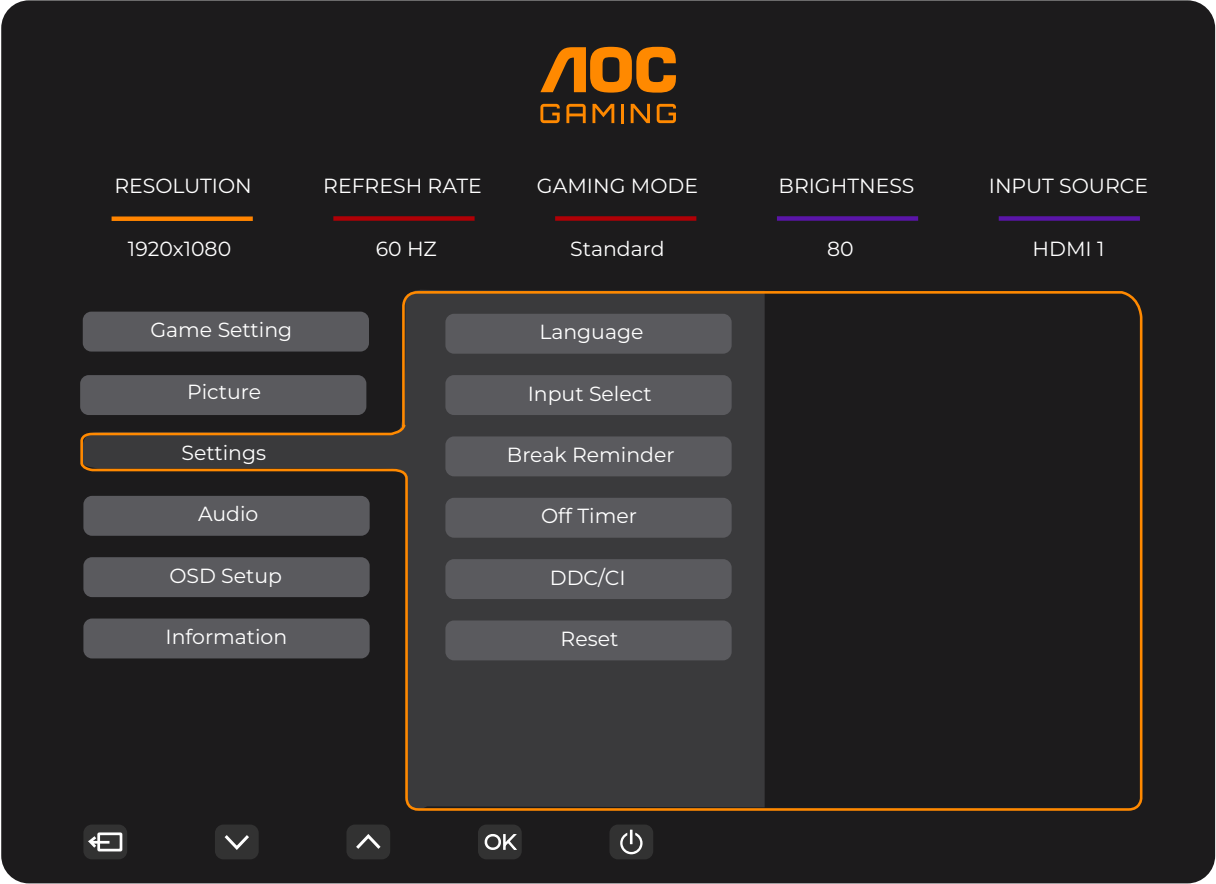 AOC
GAMING
RESOLUTION REFRESH RATE GAMING MODE BRIGHTNESS INPUT SOURCE
1920x1080 60 HZ Standard 80 HDMI 1
Game Setting
Picture
Settings
Audio
OSD Setup
Information
Language
Input Select
Break Reminder
Off Timer
DDC/CI
Reset
OK